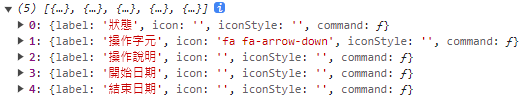 (5) [{…}, {…}, {…}, {…}, {…}] i
▶ 0: {label: '狀態', icon: '', iconStyle: '', command: ƒ}
▶ 1: {label: '操作字元', icon: 'fa fa-arrow-down', iconStyle: '', command: ƒ}
▶ 2: {label: '操作說明', icon: '', iconStyle: '', command: ƒ}
▶ 3: {label: '開始日期', icon: '', iconStyle: '', command: ƒ}
▶ 4: {label: '結束日期', icon: '', iconStyle: '', command: ƒ}